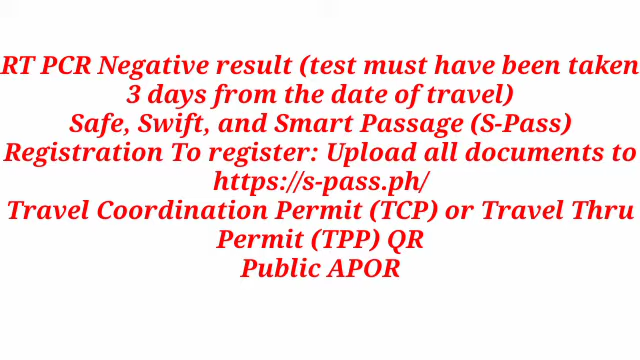 RT PCR Negative result (test must have been taken
3 days from the date of travel)
Safe, Swift, and Smart Passage (S-Pass)
Registration To register: Upload all documents to
https://s-pass.ph/
Travel Coordination Permit (TCP) or Travel Thru
Permit (TPP) QR
Public APOR